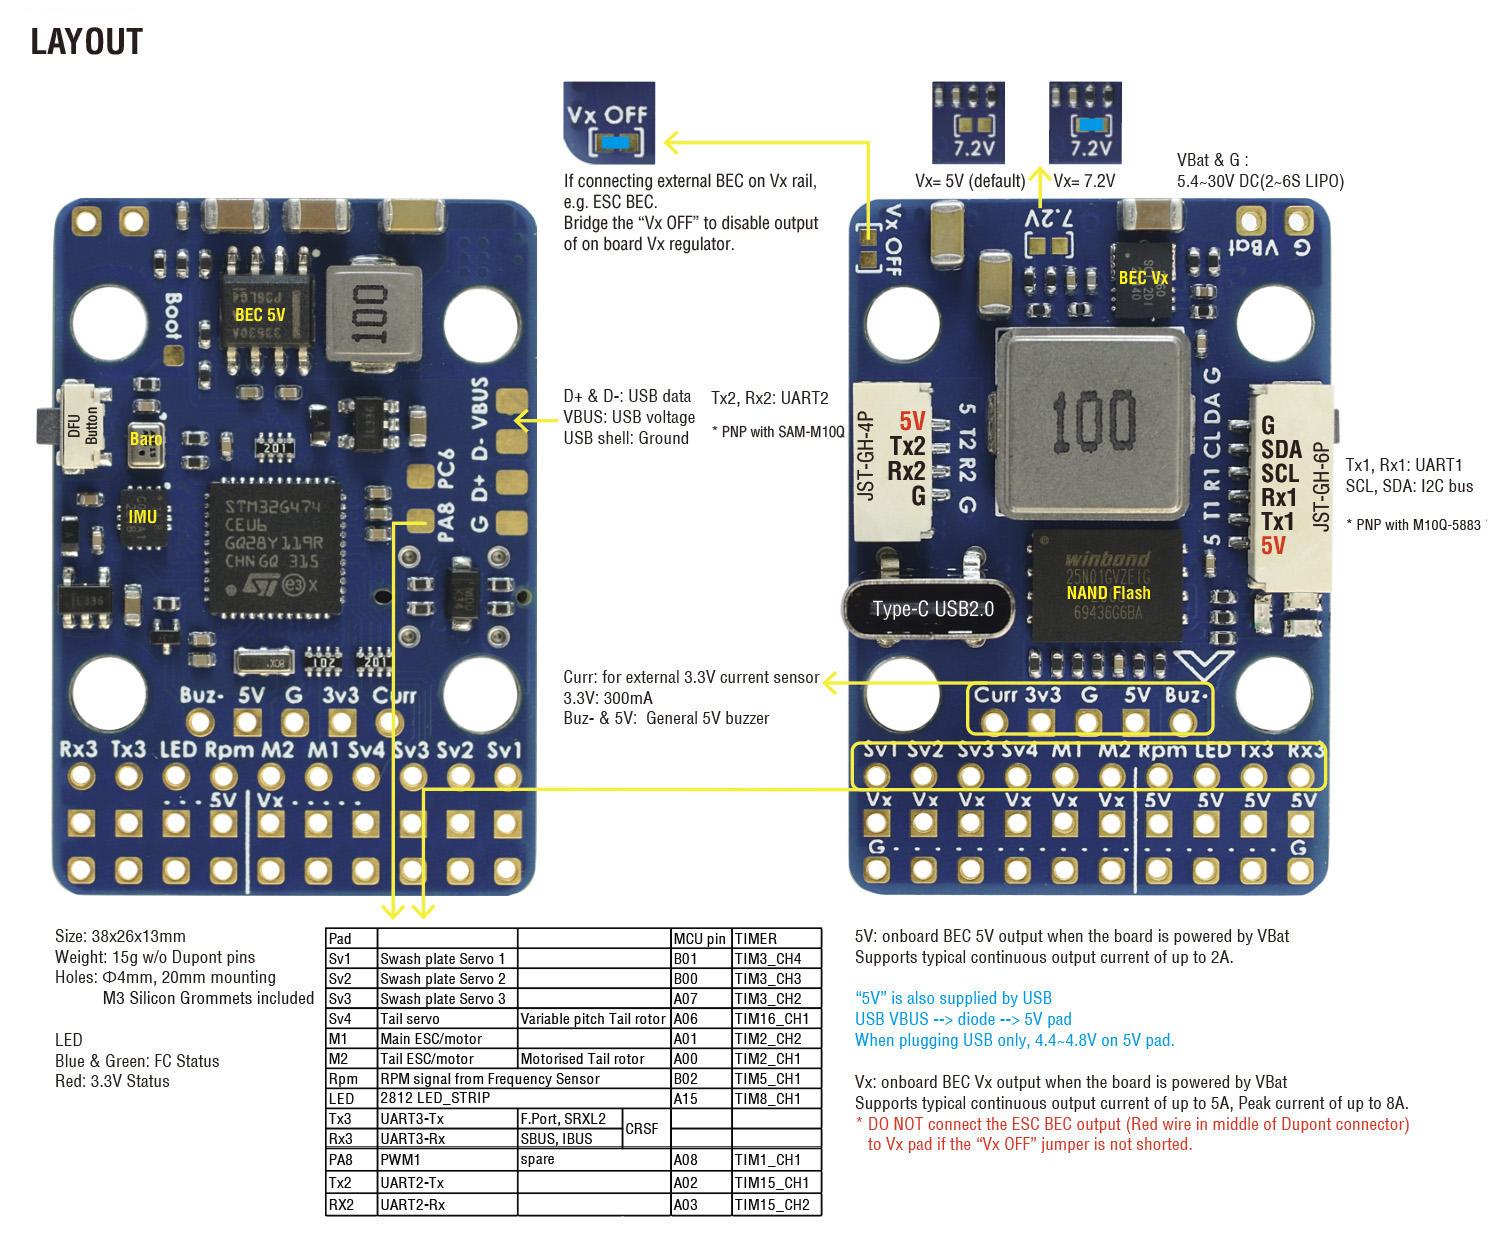 LAYOUT
Vx OFF
If connecting external BEC on Vx rail,
e.g. ESC BEC.
Bridge the “Vx OFF” to disable output
of on board Vx regulator.
7.2V
7.2V
Vx= 5V (default)
Vx= 7.2V
VBat & G :
5.4~30V DC(2~6S LIPO)
Boot
BEC 5V
100
DFU
Button
Baro
IMU
201
STM32G474
CEU6
GQ28Y119R
CHNGQ 315
ST e3 X
VBUS
D-
D+
G
PC6
PA8
102
201
Buz- 5V G 3v3 Curr
Rx3 Tx3 LED Rpm M2 M1 Sv4 Sv3 Sv2 Sv1
5V Vx
D+ & D-: USB data
VBUS: USB voltage
USB shell: Ground
Tx2, Rx2: UART2
* PNP with SAM-M10Q
Vx OFF
7.2V
BEC Vx
VBat
G
JST-GH-4P
5V
Tx2
Rx2
G
5 T2 R2 G
100
5 T1 R1 CL DA G
G
SDA
SCL
Rx1
Tx1
5V
JST-GH-6P
Tx1, Rx1: UART1
SCL, SDA: I2C bus
* PNP with M10Q-5883
winbond
25N01GVZEIG
NAND Flash
69436G6BA
Type-C USB2.0
Curr: for external 3.3V current sensor
3.3V: 300mA
Buz- & 5V: General 5V buzzer
Curr 3v3 G 5V Buz-
Sv1 Sv2 Sv3 Sv4 M1 M2 Rpm LED Tx3 Rx3
Vx Vx Vx Vx Vx Vx 5V 5V 5V 5V
G G
Size: 38x26x13mm
Weight: 15g w/o Dupont pins
Holes: Φ4mm, 20mm mounting
M3 Silicon Grommets included
LED
Blue & Green: FC Status
Red: 3.3V Status
Pad MCU pin TIMER
Sv1 Swash plate Servo 1 B01 TIM3_CH4
Sv2 Swash plate Servo 2 B00 TIM3_CH3
Sv3 Swash plate Servo 3 A07 TIM3_CH2
Sv4 Tail servo Variable pitch Tail rotor A06 TIM16_CH1
M1 Main ESC/motor A01 TIM2_CH2
M2 Tail ESC/motor Motorised Tail rotor A00 TIM2_CH1
Rpm RPM signal from Frequency Sensor B02 TIM5_CH1
LED 2812 LED_STRIP A15 TIM8_CH1
Tx3 UART3-Tx F.Port, SRXL2 CRSF
Rx3 UART3-Rx SBUS, IBUS
PA8 PWM1 spare A08 TIM1_CH1
Tx2 UART2-Tx A02 TIM15_CH1
RX2 UART2-Rx A03 TIM15_CH2
5V: onboard BEC 5V output when the board is powered by VBat
Supports typical continuous output current of up to 2A.
“5V” is also supplied by USB
USB VBUS --> diode --> 5V pad
When plugging USB only, 4.4~4.8V on 5V pad.
Vx: onboard BEC Vx output when the board is powered by VBat
Supports typical continuous output current of up to 5A, Peak current of up to 8A.
* DO NOT connect the ESC BEC output (Red wire in middle of Dupont connector)
to Vx pad if the “Vx OFF” jumper is not shorted.